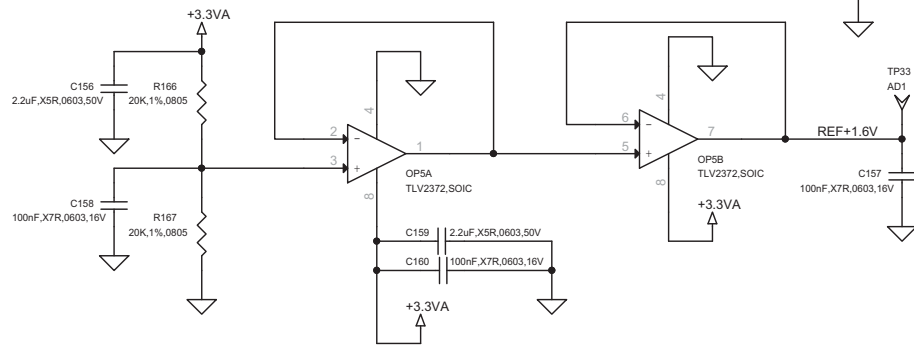 +3.3VA
C156
2.2uF,X5R,0603,50V
R166
20K,1%,0805
C158
100nF,X7R,0603,16V
R167
20K,1%,0805
2
3
4
8
1
−
+
OP5A
TLV2372,SOIC
C159
2.2uF,X5R,0603,50V
C160
100nF,X7R,0603,16V
+3.3VA
6
5
4
8
7
−
+
OP5B
TLV2372,SOIC
+3.3VA
REF+1.6V
TP33
AD1
C157
100nF,X7R,0603,16V